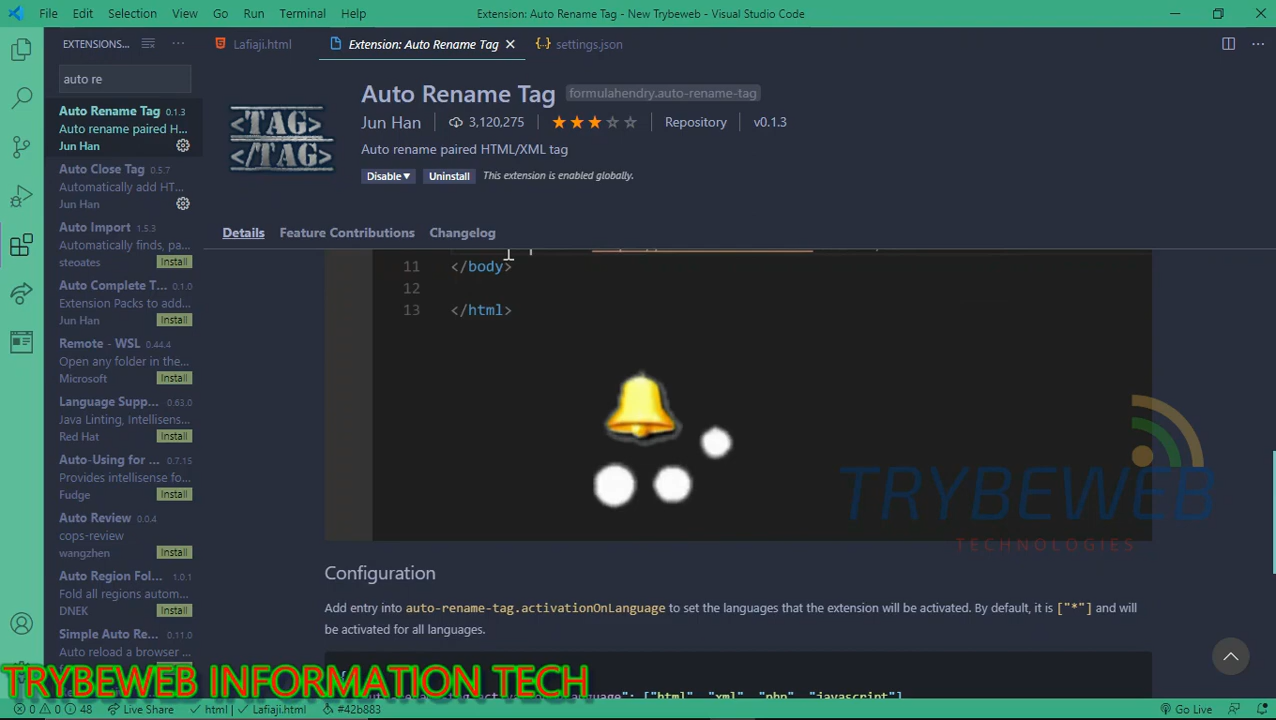 File Edit Selection View Go Run Terminal Help Extension: Auto Rename Tag - New Trybeweb - Visual Studio Code
EXTENSIONS...
Lafiaji.html Extension: Auto Rename Tag settings.json
auto re
Auto Rename Tag 0.1.3
Auto rename paired H...
Jun Han
Auto Close Tag 0.5.7
Automatically add HT...
Jun Han
Auto Import 1.5.3
Automatically finds, pa...
steoates Install
Auto Complete T... 0.1.0
Extension Packs to add...
Jun Han Install
Remote - WSL 0.44.4
Open any folder in the...
Microsoft Install
Language Supp... 0.63.0
Java Linting, Intellisens...
Red Hat Install
Auto-Using for ... 0.7.15
Provides intellisense fo...
Fudge Install
Auto Review 0.0.4
cops-review
wangzhen Install
Auto Region Fol... 1.0.1
Fold all regions autom...
DNEK Install
Simple Auto Re... 0.11.0
Auto reload a browser ...
<TAG>
</TAG>
Auto Rename Tag formulahendry.auto-rename-tag
Jun Han 3,120,275 Repository v0.1.3
Auto rename paired HTML/XML tag
Disable Uninstall This extension is enabled globally.
Details Feature Contributions Changelog
11 </body>
12
13 </html>
TRYBEWEB
TECHNOLOGIES
Configuration
Add entry into auto-rename-tag.activationOnLanguage to set the languages that the extension will be activated. By default, it is ["*"] and will
be activated for all languages.
{
["html", "xml", "php", "javascript"]
TRYBEWEB INFORMATION TECH
0 0 48 Live Share html Lafiaji.html #42b883 Go Live